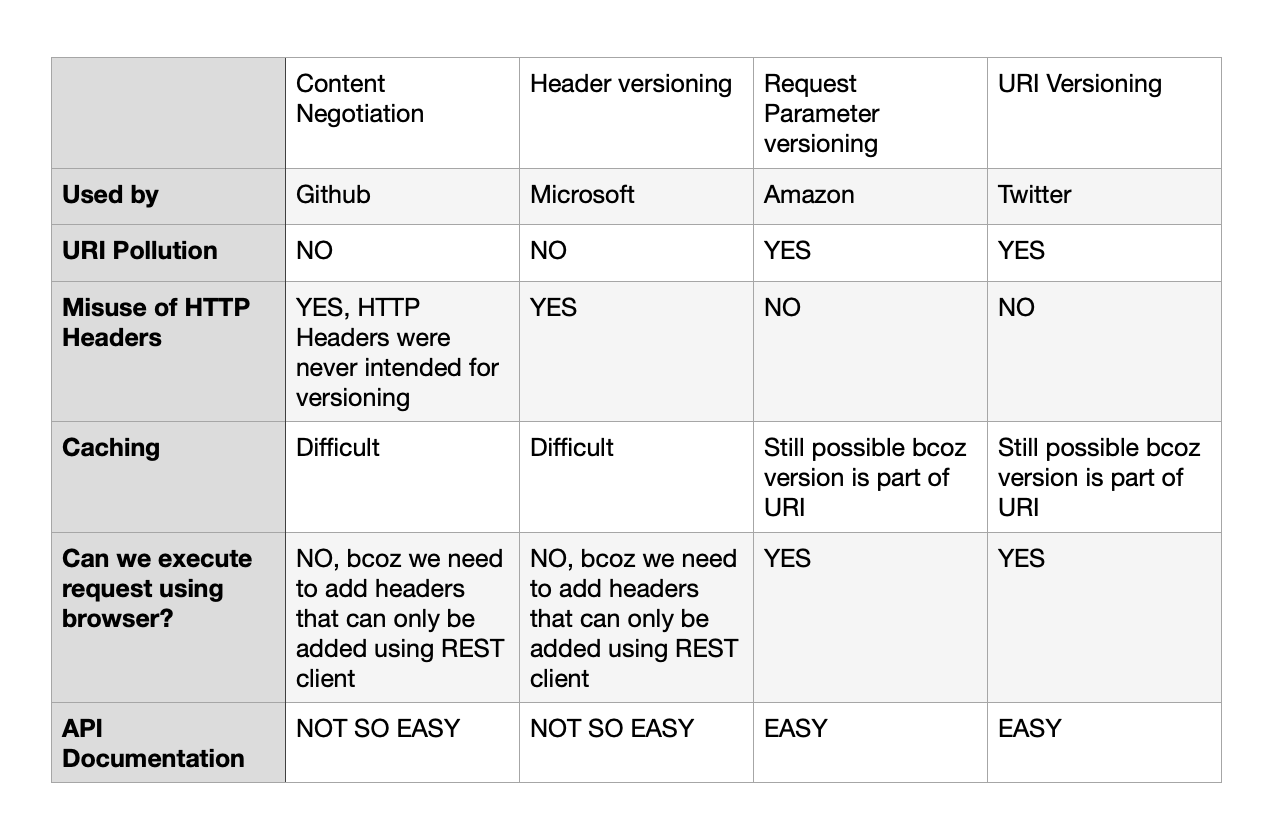 Content
Negotiation
Header versioning
Request
Parameter
versioning
URI Versioning
Used by
Github
Microsoft
Amazon
Twitter
URI Pollution
NO
NO
YES
YES
Misuse of HTTP
Headers
YES, HTTP
Headers were
never intended for
versioning
YES
NO
NO
Caching
Difficult
Difficult
Still possible bcoz
version is part of
URI
Still possible bcoz
version is part of
URI
Can we execute
request using
browser?
NO, bcoz we need
to add headers
that can only be
added using REST
client
NO, bcoz we need
to add headers
that can only be
added using REST
client
YES
YES
API
Documentation
NOT SO EASY
NOT SO EASY
EASY
EASY